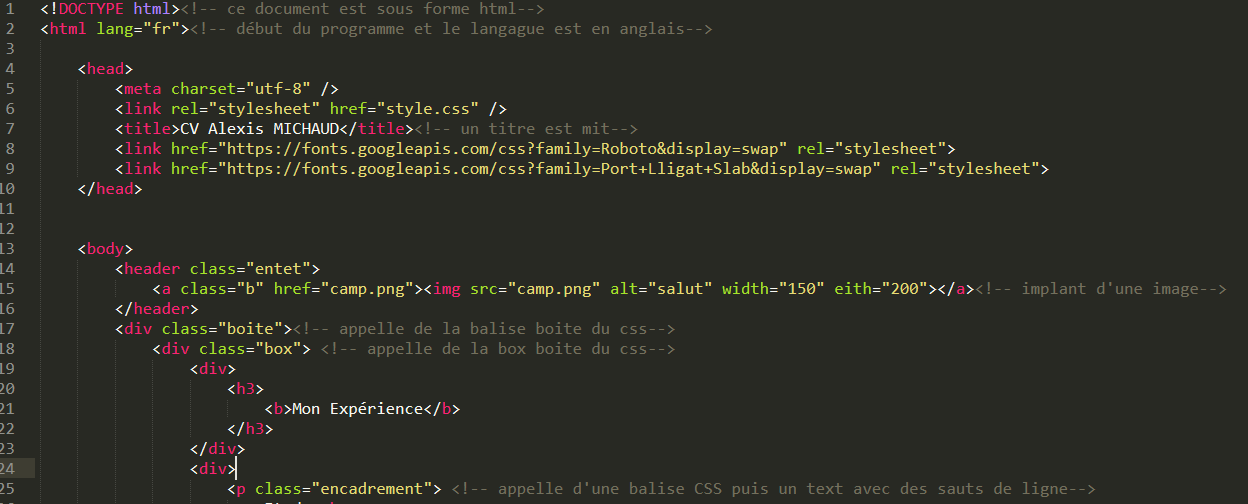 1 <!DOCTYPE html><!-- ce document est sous forme html-->
2 <html lang="fr"><!-- début du programme et le langague est en anglais-->
3
4 <head>
5 <meta charset="utf-8" />
6 <link rel="stylesheet" href="style.css" />
7 <title>CV Alexis MICHAUD</title><!-- un titre est mit-->
8 <link href="https://fonts.googleapis.com/css?family=Roboto&display=swap" rel="stylesheet">
9 <link href="https://fonts.googleapis.com/css?family=Port+Lligat+Slab&display=swap" rel="stylesheet">
10 </head>
11
12
13 <body>
14 <header class="entet">
15 <a class="b" href="camp.png"><img src="camp.png" alt="salut" width="150" eith="200"></a><!-- implant d'une image-->
16 </header>
17 <div class="boite"><!-- appelle de la balise boite du css-->
18 <div class="box"> <!-- appelle de la box boite du css-->
19 <div>
20 <h3>
21 <b>Mon Expérience</b>
22 </h3>
23 </div>
24 <div>
25 <p class="encadrement"> <!-- appelle d'une balise CSS puis un text avec des sauts de ligne-->